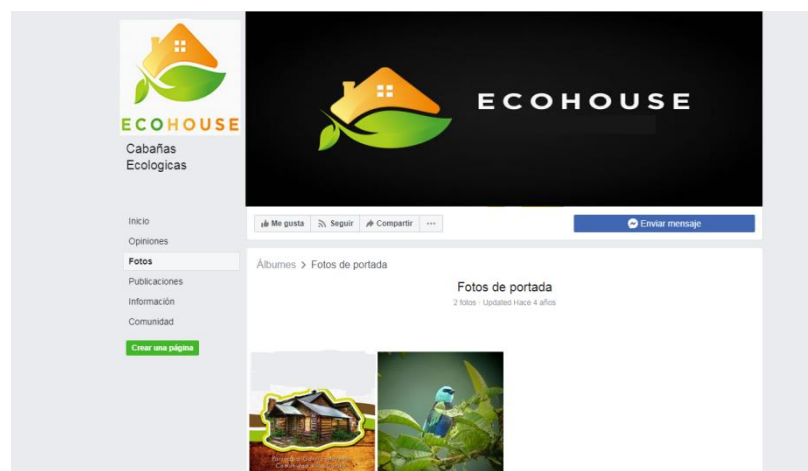 ECOHOUSE
Cabañas
Ecologicas
ECOHOUSE
Inicio
Opiniones
Fotos
Publicaciones
Información
Comunidad
Crear una página
Me gusta
Seguir
Compartir
Enviar mensaje
Álbumes > Fotos de portada
Fotos de portada
2 fotos · Updated Hace 4 años